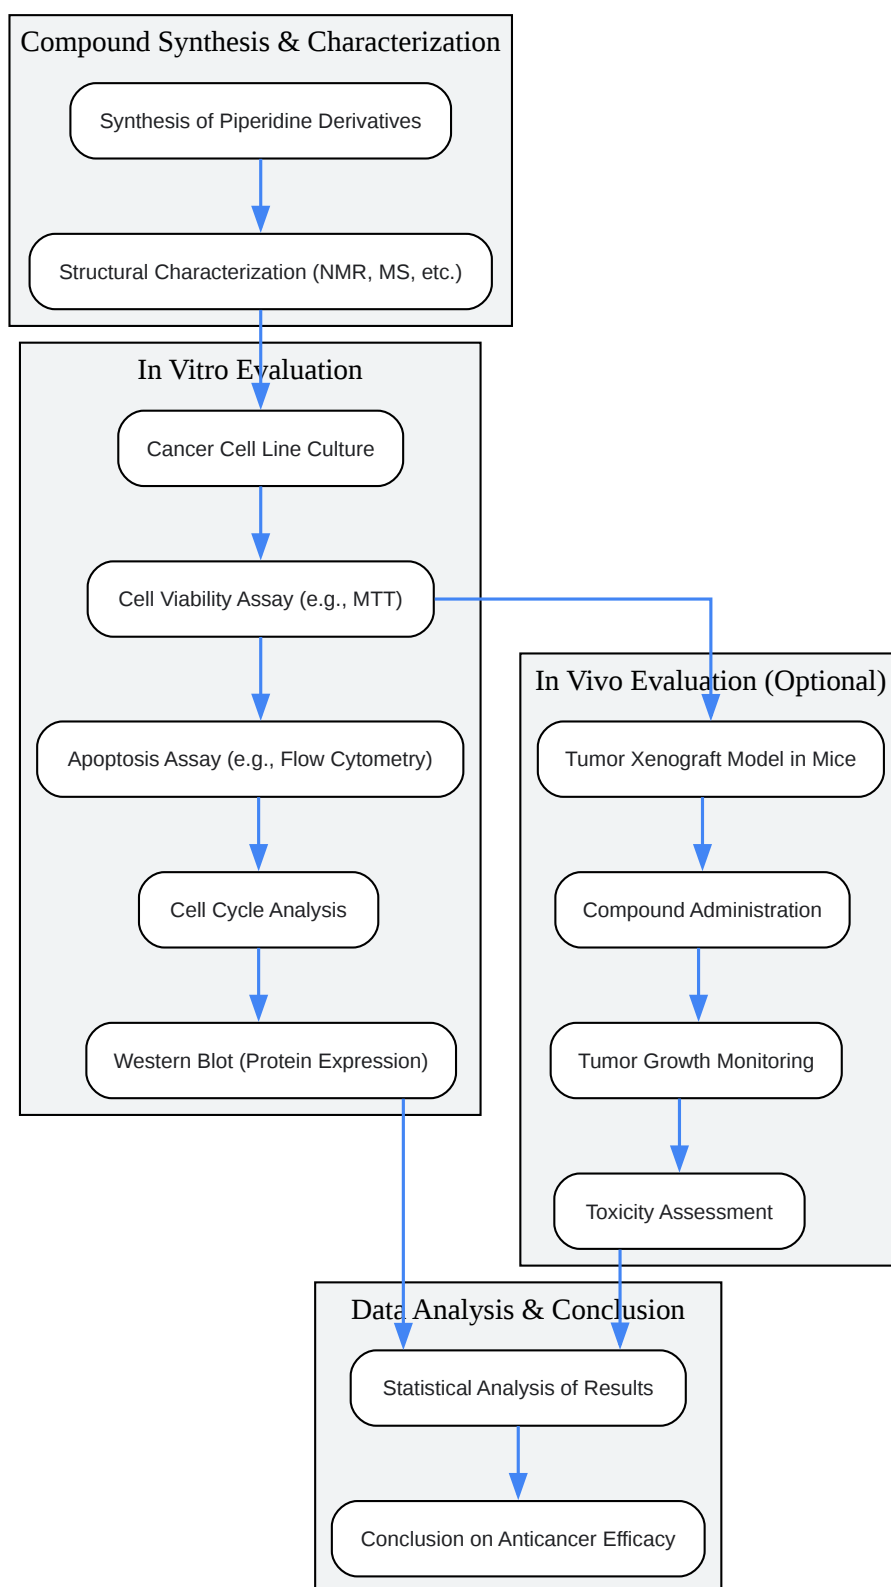 Compound Synthesis & Characterization
Synthesis of Piperidine Derivatives
Structural Characterization (NMR, MS, etc.)
In Vitro Evaluation
Cancer Cell Line Culture
Cell Viability Assay (e.g., MTT)
Apoptosis Assay (e.g., Flow Cytometry)
Cell Cycle Analysis
Western Blot (Protein Expression)
In Vivo Evaluation (Optional)
Tumor Xenograft Model in Mice
Compound Administration
Tumor Growth Monitoring
Toxicity Assessment
Data Analysis & Conclusion
Statistical Analysis of Results
Conclusion on Anticancer Efficacy